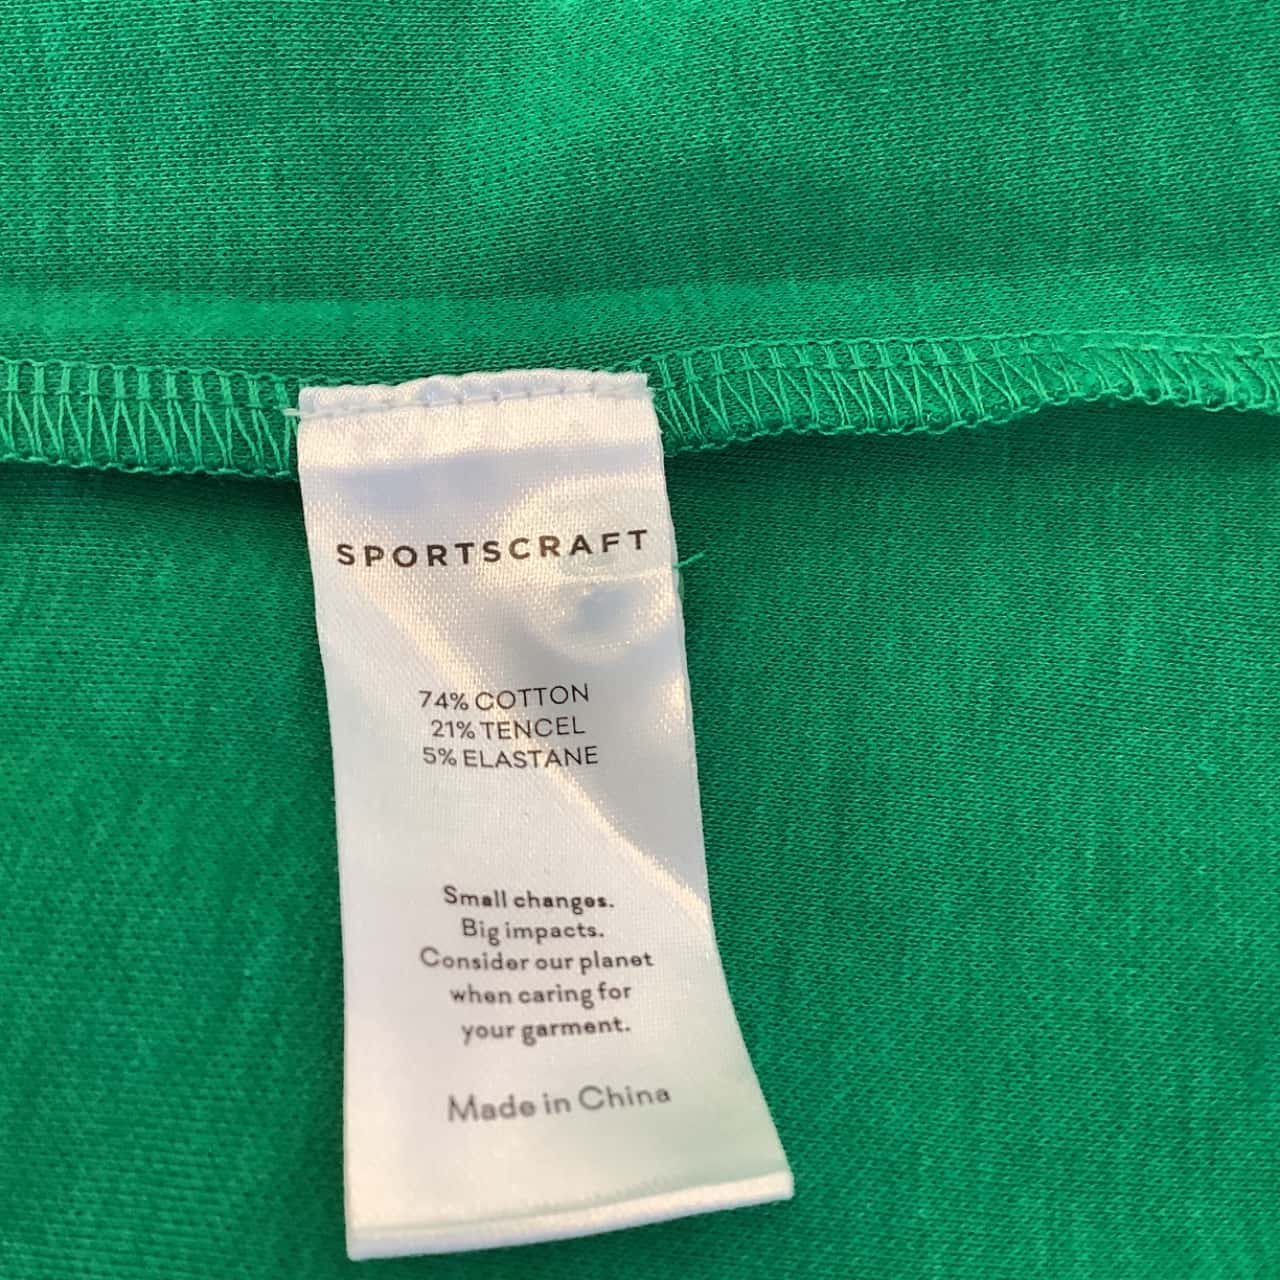 SPORTSCRAFT
74% COTTON
21% TENCEL
5% ELASTANE
Small changes.
Big impacts.
Consider our planet
when caring for
your garment.
Made in China